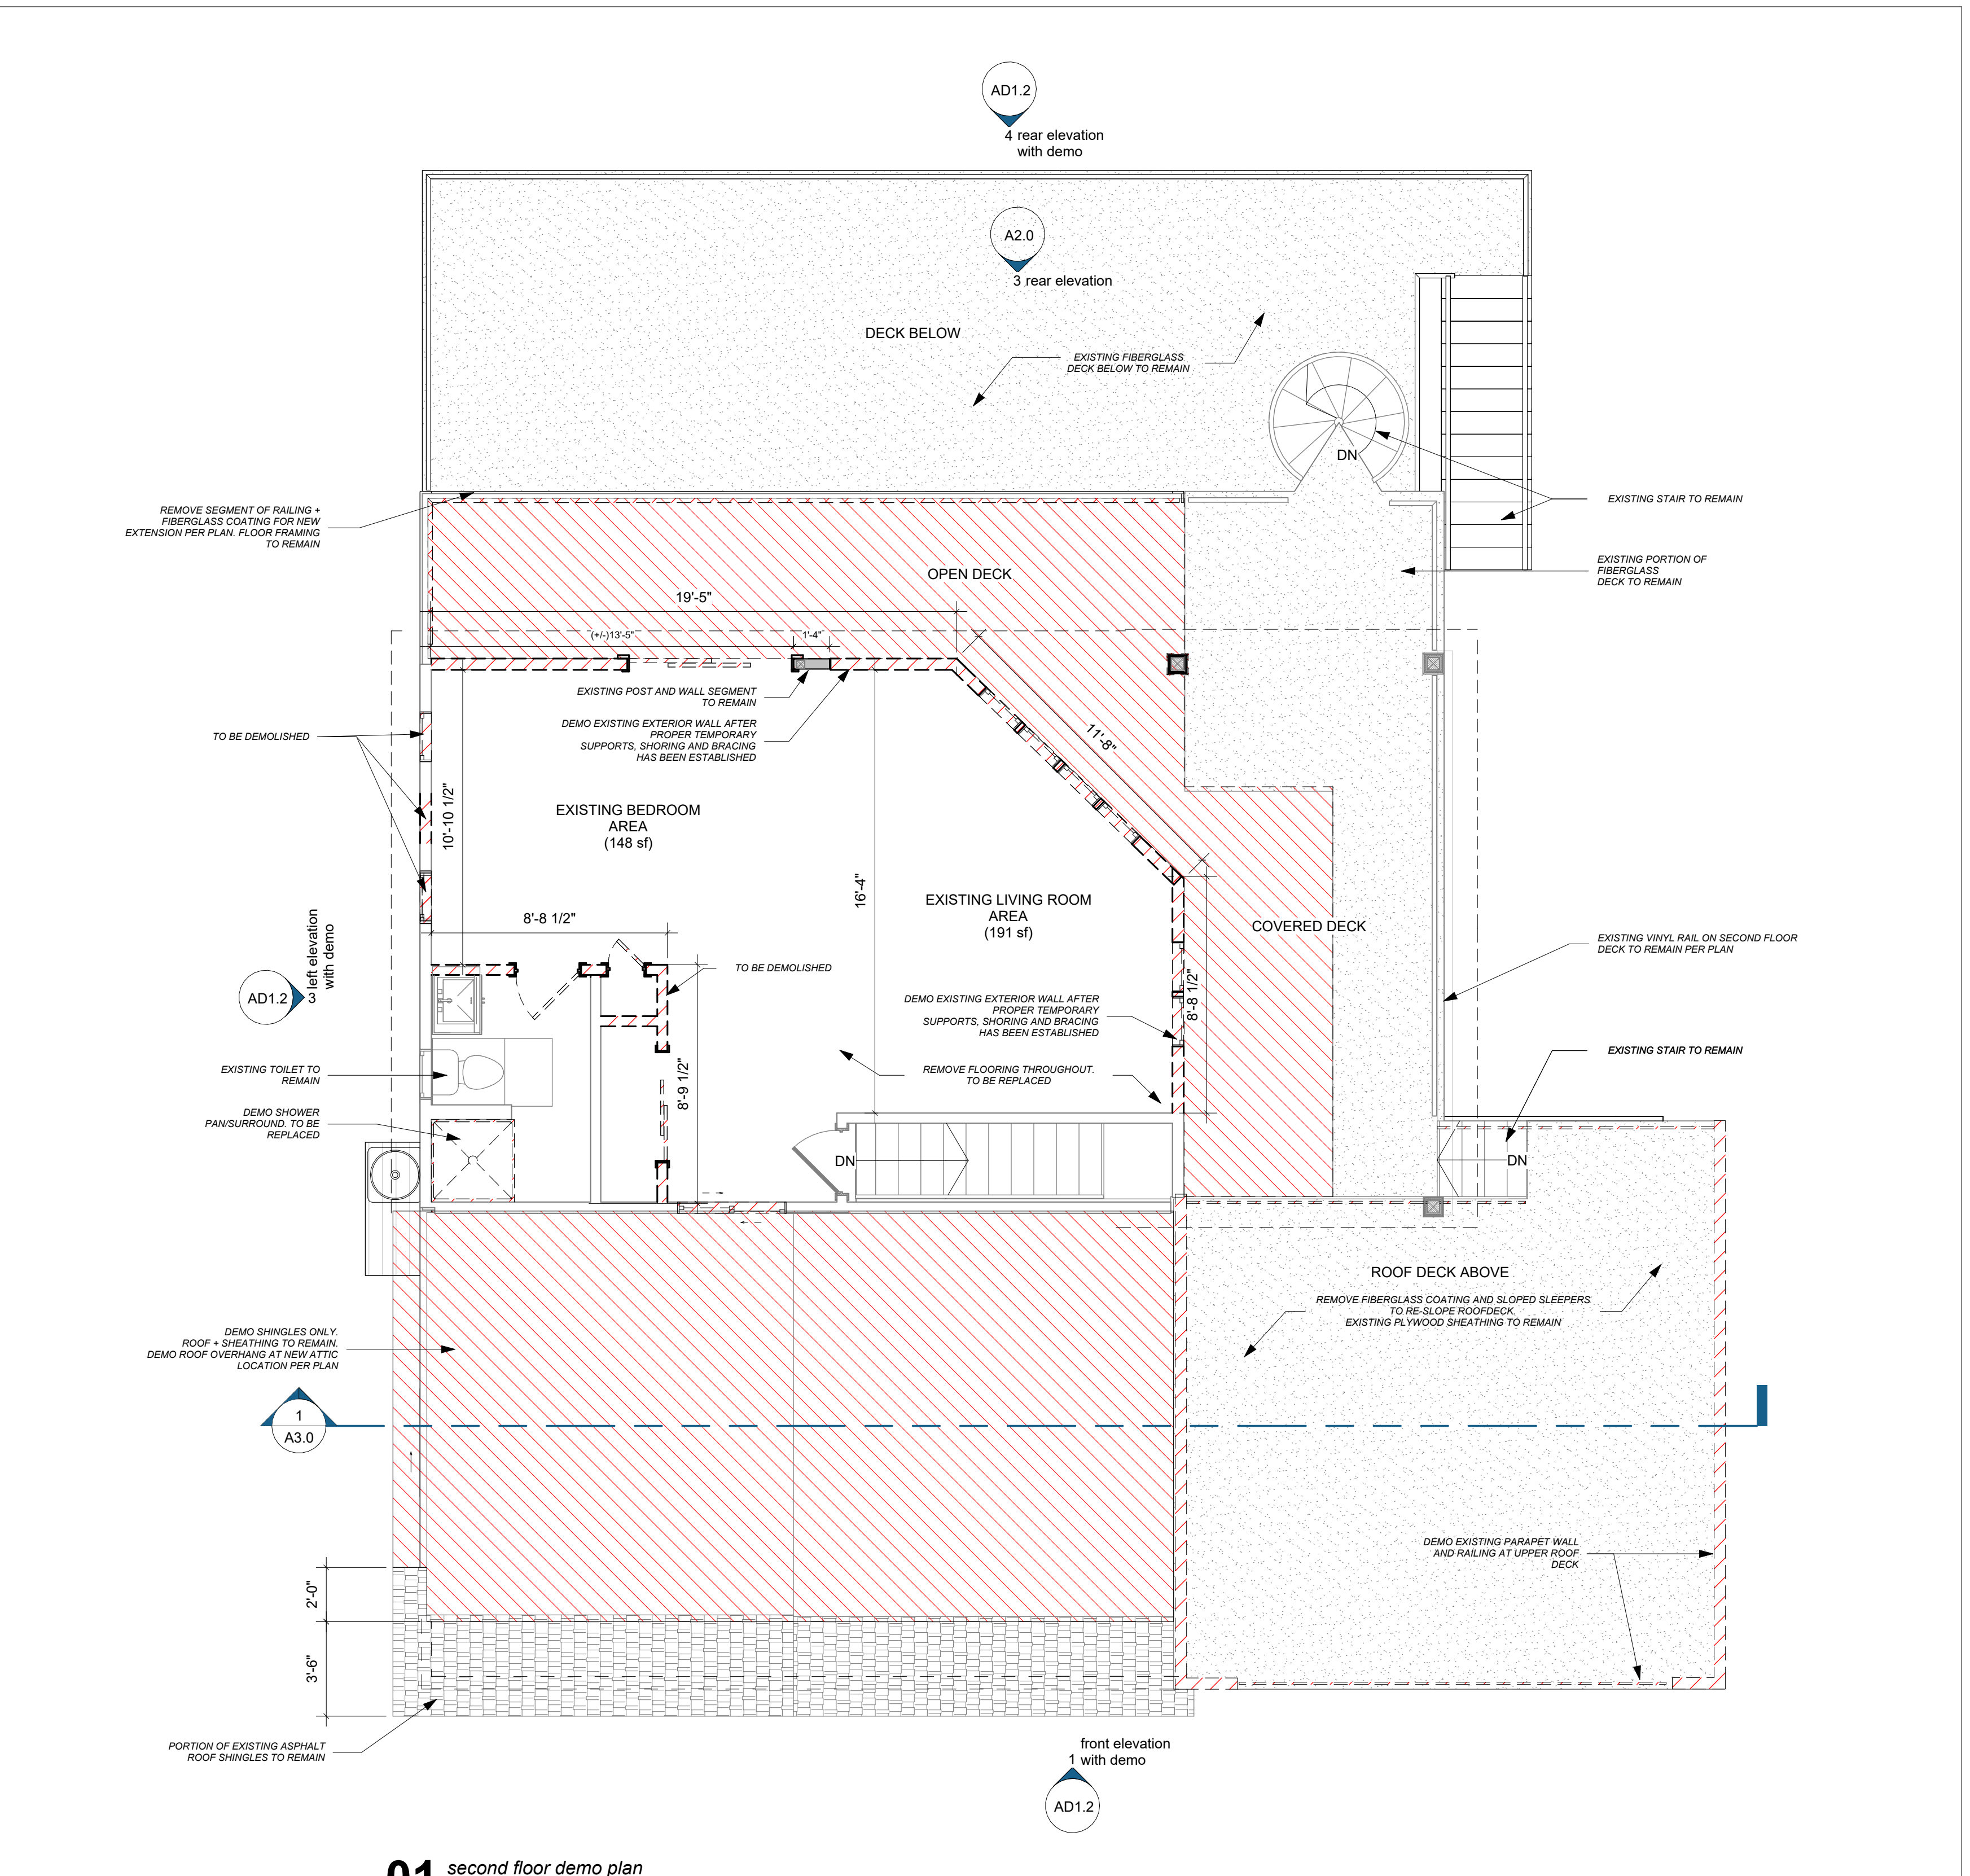 AD1.2
4 rear elevation
with demo
A2.0
3 rear elevation
DECK BELOW
EXISTING FIBERGLASS
DECK BELOW TO REMAIN
DN
EXISTING STAIR TO REMAIN
REMOVE SEGMENT OF RAILING +
FIBERGLASS COATING FOR NEW
EXTENSION PER PLAN. FLOOR FRAMING
TO REMAIN
EXISTING PORTION OF
FIBERGLASS
DECK TO REMAIN
OPEN DECK
19'-5"
(+/-)13'-5"
1'-4"
EXISTING POST AND WALL SEGMENT
TO REMAIN
DEMO EXISTING EXTERIOR WALL AFTER
PROPER TEMPORARY
SUPPORTS, SHORING AND BRACING
HAS BEEN ESTABLISHED
TO BE DEMOLISHED
11'-8"
10'-10 1/2"
EXISTING BEDROOM
AREA
(148 sf)
16'-4"
EXISTING LIVING ROOM
AREA
(191 sf)
8'-8 1/2"
COVERED DECK
EXISTING VINYL RAIL ON SECOND FLOOR
DECK TO REMAIN PER PLAN
left elevation
with demo
3
AD1.2
TO BE DEMOLISHED
DEMO EXISTING EXTERIOR WALL AFTER
PROPER TEMPORARY
SUPPORTS, SHORING AND BRACING
HAS BEEN ESTABLISHED
8'-8 1/2"
EXISTING STAIR TO REMAIN
EXISTING TOILET TO
REMAIN
8'-9 1/2"
REMOVE FLOORING THROUGHOUT.
TO BE REPLACED
DEMO SHOWER
PAN/SURROUND. TO BE
REPLACED
DN
DN
ROOF DECK ABOVE
REMOVE FIBERGLASS COATING AND SLOPED SLEEPERS
TO RE-SLOPE ROOFDECK.
EXISTING PLYWOOD SHEATHING TO REMAIN
DEMO SHINGLES ONLY.
ROOF + SHEATHING TO REMAIN.
DEMO ROOF OVERHANG AT NEW ATTIC
LOCATION PER PLAN
1
A3.0
DEMO EXISTING PARAPET WALL
AND RAILING AT UPPER ROOF
DECK
2'-0"
3'-6"
PORTION OF EXISTING ASPHALT
ROOF SHINGLES TO REMAIN
front elevation
1 with demo
AD1.2
01 second floor demo plan